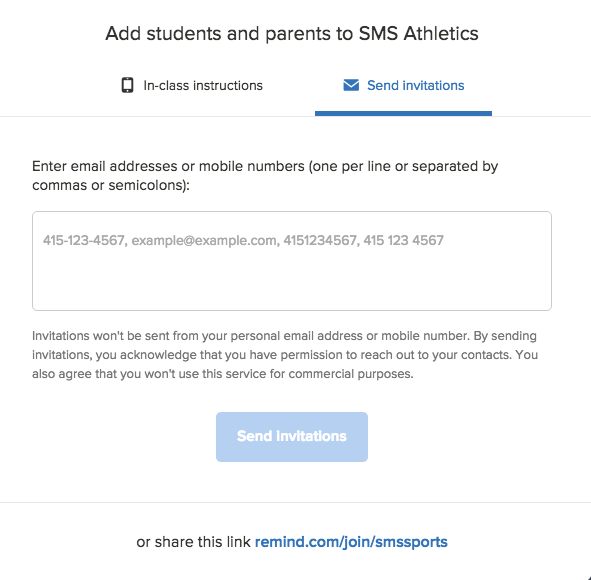 Add students and parents to SMS Athletics
In-class instructions
Send invitations
Enter email addresses or mobile numbers (one per line or separated by
commas or semicolons):
415-123-4567, example@example.com, 4151234567, 415 123 4567
Invitations won't be sent from your personal email address or mobile number. By sending
invitations, you acknowledge that you have permission to reach out to your contacts. You
also agree that you won't use this service for commercial purposes.
Send Invitations
or share this link remind.com/join/smssports